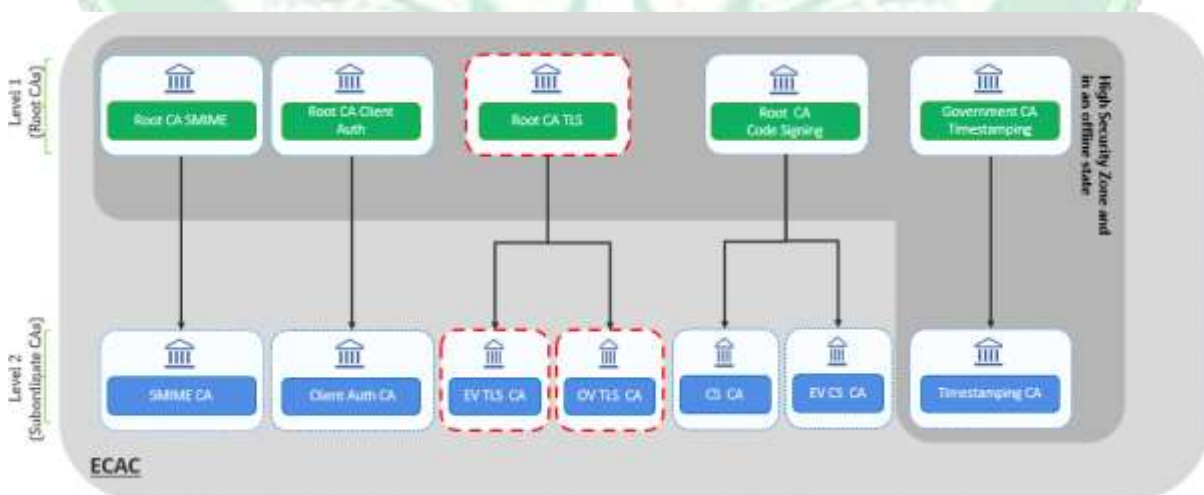 Level 1
(Root CAs)
Root CA SMIME
Root CA Client
Auth
Root CA TLS
Root CA
Code Signing
Government CA
Timestamping
High Security Zone and
in an offline state
Level 2
(Subordinate CAs)
SMIME CA
Client Auth CA
EV TLS CA
OV TLS CA
CS CA
EV CS CA
Timestamping CA
ECAC